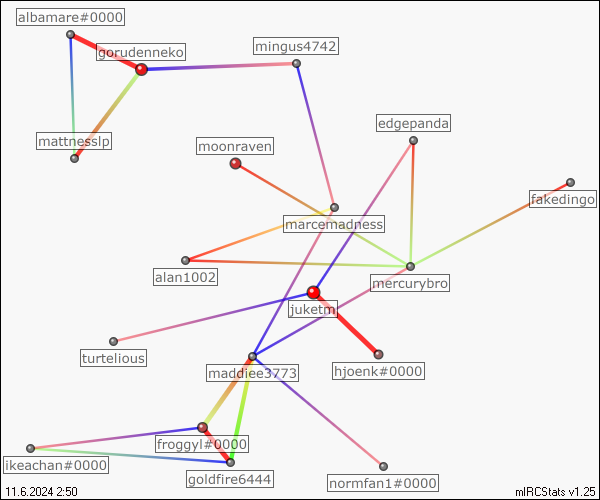 albamare#0000
gorudenneko
mingus4742
edgepanda
mattnesslp
moonraven
fakedingo
marcemadness
alan1002
mercurybro
juketm
turtelious
maddiee3773
hjoenk#0000
froggyl#0000
ikeachan#0000
goldfire6444
normfan1#0000
11.6.2024 2:50
mIRCStats v1.25